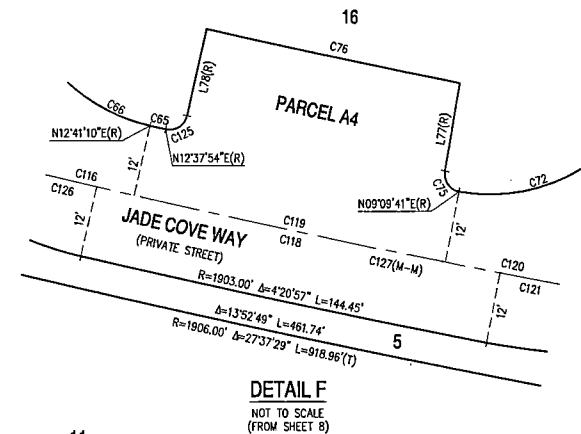 16
C76
L78(R)
PARCEL A4
L77(R)
C66
C65
C125
N12°41'10"E(R)
N12°37'54"E(R)
C75
C72
N09°09'41"E(R)
12'
12'
C116
C126
12'
JADE COVE WAY
(PRIVATE STREET)
C119
C118
C127(M-M)
C120
C121
12'
R=1903.00' Δ=4°20'57" L=144.45'
Δ=13°52'49" L=461.74'
R=1906.00' Δ=27°37'29" L=918.96'(T)
5
DETAIL F
NOT TO SCALE
(FROM SHEET 8)